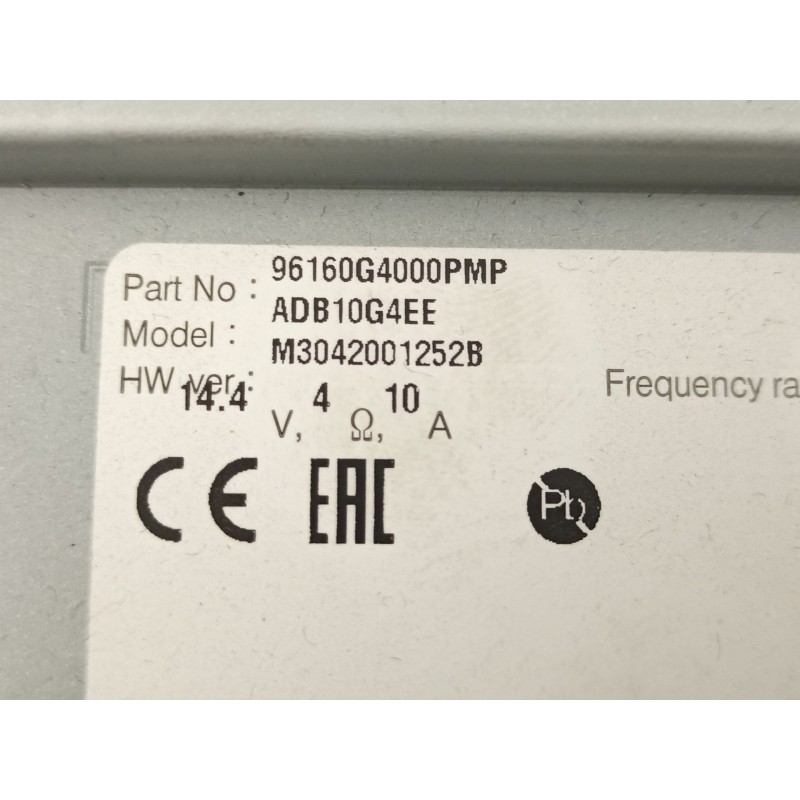 Part No : 96160G4000PMP
Model : ADB10G4EE
HW ver. : M3042001252B
14.4 V, 4 Ω, 10 A
Frequency ra
CE EAC Pb